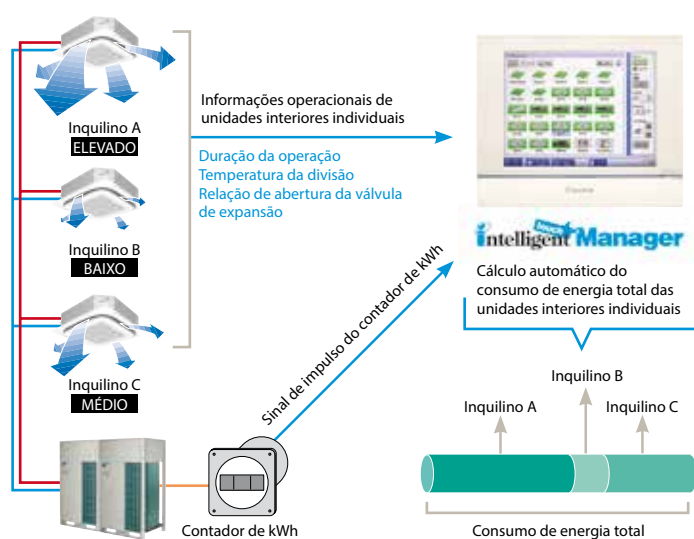 Inquilino A
ELEVADO
Inquilino B
BAIXO
Inquilino C
MÉDIO
Informações operacionais de
unidades interiores individuais
Duração da operação
Temperatura da divisão
Relação de abertura da válvula
de expansão
Sinal de impulso do contador de kWh
Contador de kWh
intelligent touch Manager
Cálculo automático do
consumo de energia total das
unidades interiores individuais
Inquilino B
Inquilino A
Inquilino C
Consumo de energia total